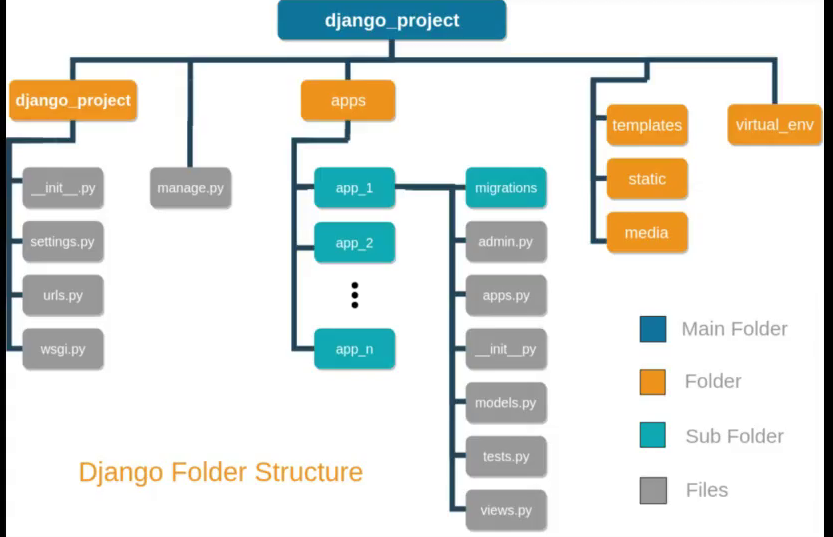 django_project
django_project
apps
templates
virtual_env
static
media
__init__.py
settings.py
urls.py
wsgi.py
manage.py
app_1
app_2
app_n
migrations
admin.py
apps.py
__init__py
models.py
tests.py
views.py
Main Folder
Folder
Sub Folder
Files
Django Folder Structure